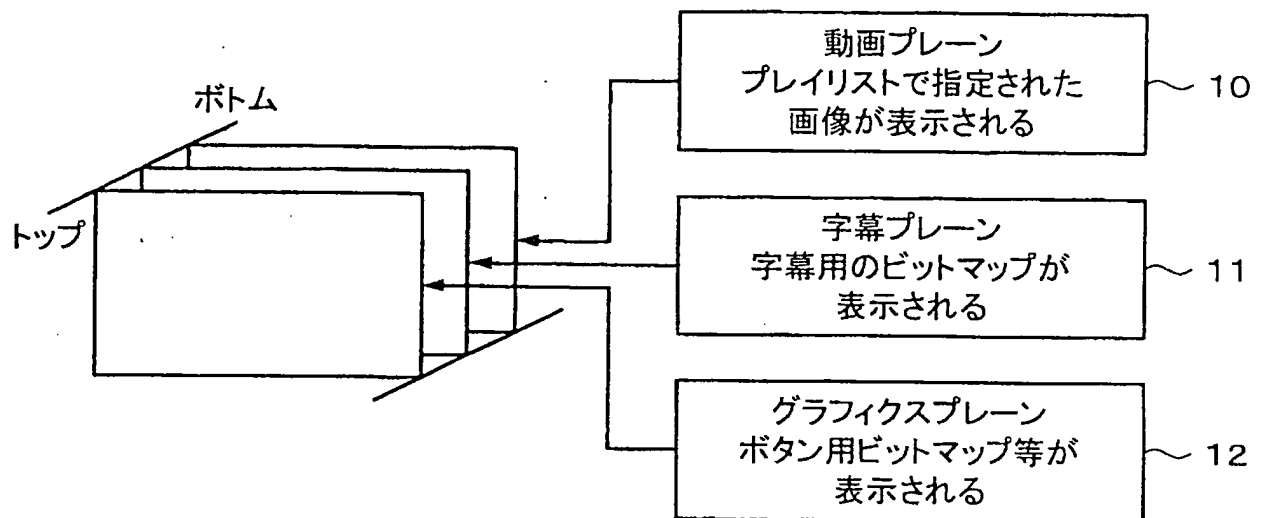 動画プレーン
プレイリストで指定された
画像が表示される
10
ボトム
トップ
字幕プレーン
字幕用のビットマップが
表示される
11
グラフィクスプレーン
ボタン用ビットマップ等が
表示される
12